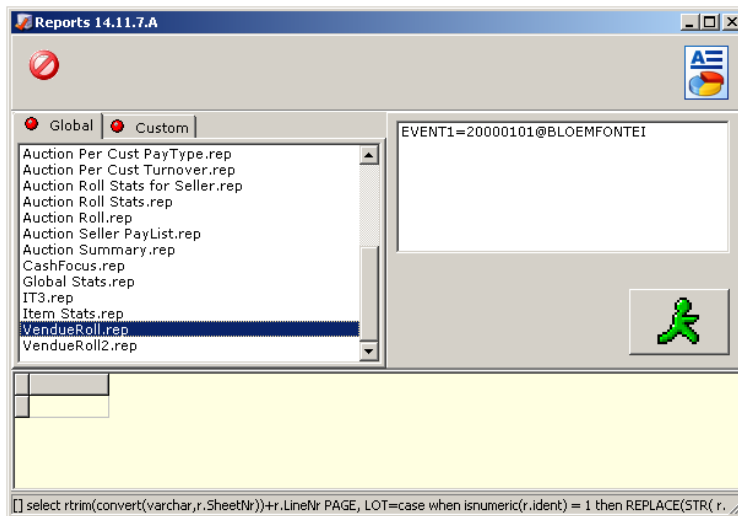 Reports 14.11.7.A
Global
Custom
Auction Per Cust PayType.rep
Auction Per Cust Turnover.rep
Auction Roll Stats for Seller.rep
Auction Roll Stats.rep
Auction Roll.rep
Auction Seller PayList.rep
Auction Summary.rep
CashFocus.rep
Global Stats.rep
IT3.rep
Item Stats.rep
VendueRoll.rep
VendueRoll2.rep
EVENT1=20000101@BLOEMFONTEI
[] select rtrim(convert(varchar,r.SheetNr))+r.LineNr PAGE, LOT=case when isnumeric(r.ident) = 1 then REPLACE(STR( r.